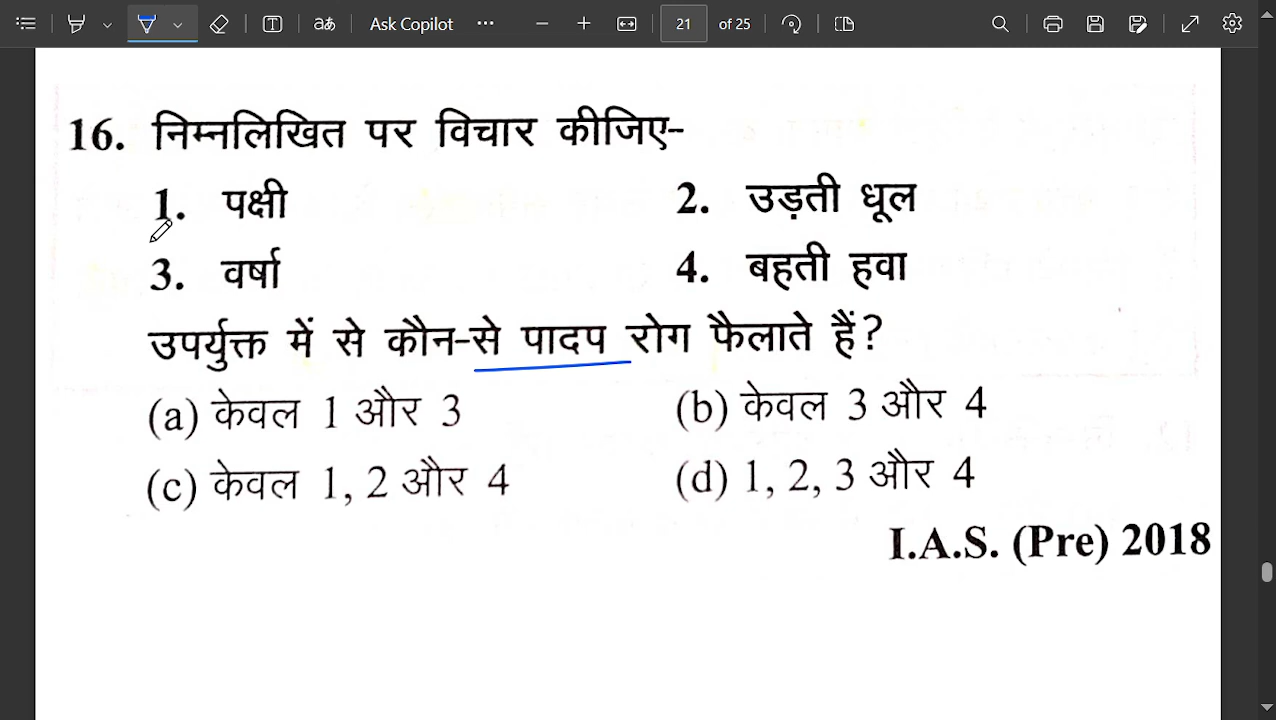 aあ Ask Copilot ... 21 of 25
16. निम्नलिखित पर विचार कीजिए-
1. पक्षी 2. उड़ती धूल
3. वर्षा 4. बहती हवा
उपर्युक्त में से कौन-से पादप रोग फैलाते हैं?
(a) केवल 1 और 3 (b) केवल 3 और 4
(c) केवल 1, 2 और 4 (d) 1, 2, 3 और 4
I.A.S. (Pre) 2018